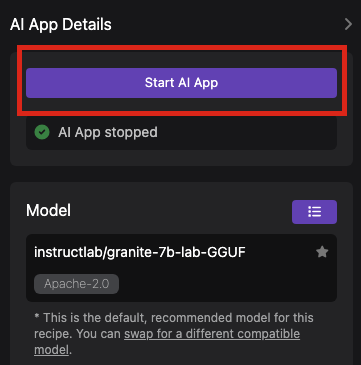 AI App Details
Start AI App
AI App stopped
Model
instructlab/granite-7b-lab-GGUF
Apache-2.0
* This is the default, recommended model for this
recipe. You can swap for a different compatible
model.